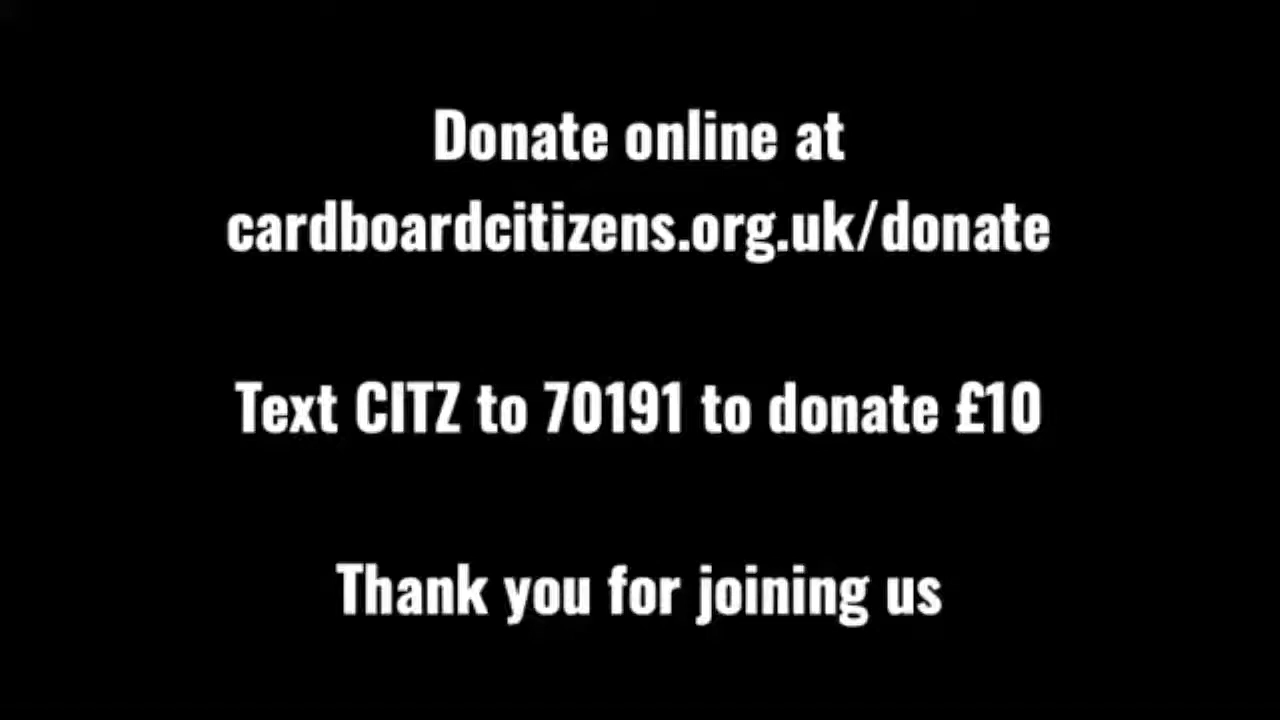 Donate online at
cardboardcitizens.org.uk/donate
Text CITZ to 70191 to donate £10
Thank you for joining us